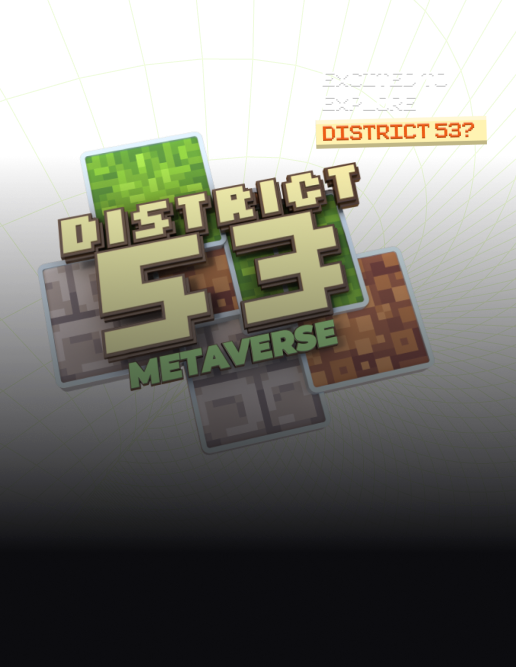 EXCITED TO
EXPLORE
DISTRICT 53?
DISTRICT
53
METAVERSE